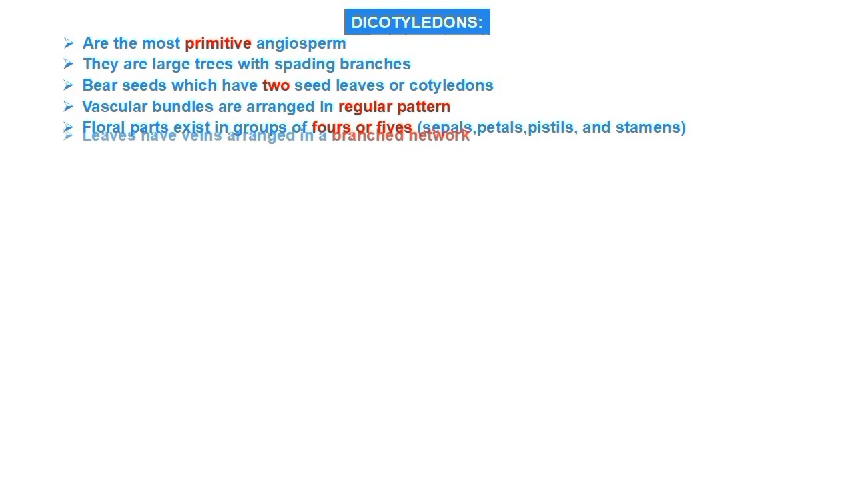 DICOTYLEDONS:
➢ Are the most primitive angiosperm
➢ They are large trees with spading branches
➢ Bear seeds which have two seed leaves or cotyledons
➢ Vascular bundles are arranged in regular pattern
➢ Floral parts exist in groups of fours or fives (sepals,petals,pistils, and stamens)
➢ Leaves have veins arranged in a branched network